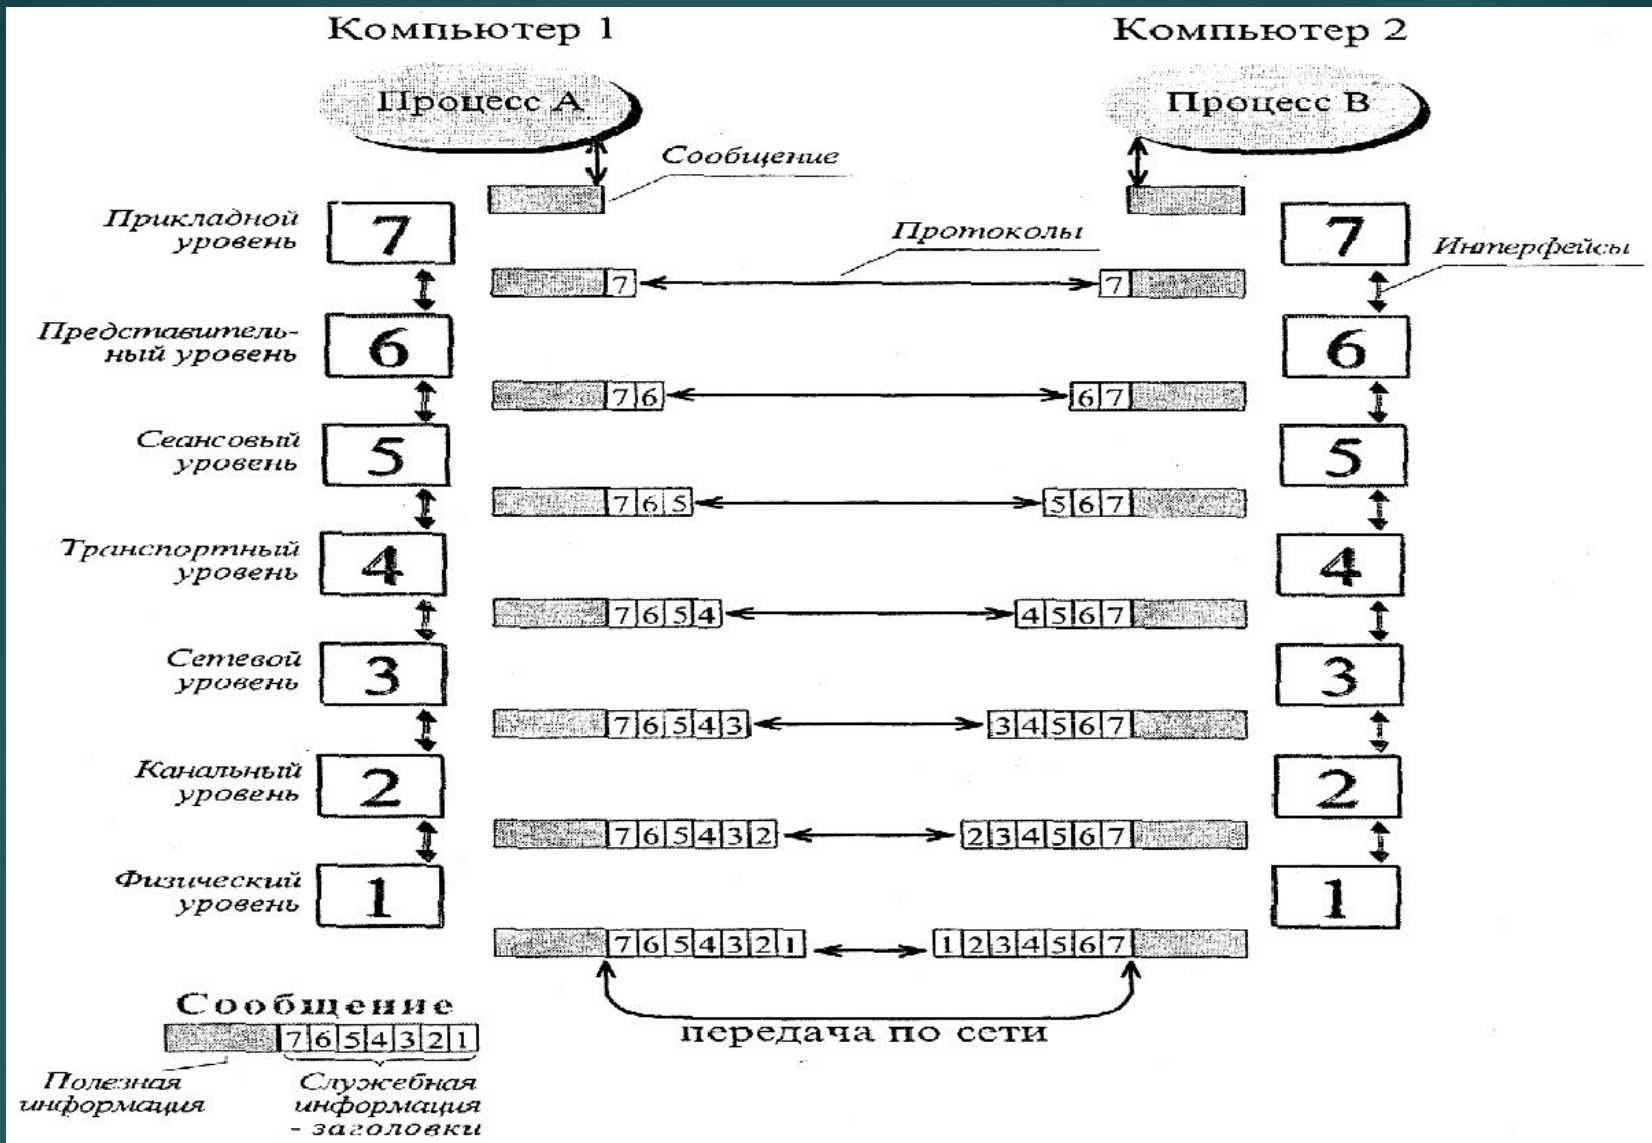 Компьютер 1
Компьютер 2
Процесс А
Процесс В
Сообщение
Прикладной
уровень
7
7
Протоколы
Интерфейсы
7
7
Представитель-
ный уровень
6
6
7 6
6 7
Сеансовый
уровень
5
5
7 6 5
5 6 7
Транспортный
уровень
4
4
7 6 5 4
4 5 6 7
Сетевой
уровень
3
3
7 6 5 4 3
3 4 5 6 7
Канальный
уровень
2
2
7 6 5 4 3 2
2 3 4 5 6 7
Физический
уровень
1
1
7 6 5 4 3 2 1
1 2 3 4 5 6 7
Сообщение
7 6 5 4 3 2 1
передача по сети
Полезная
информация
Служебная
информация
- заголовки